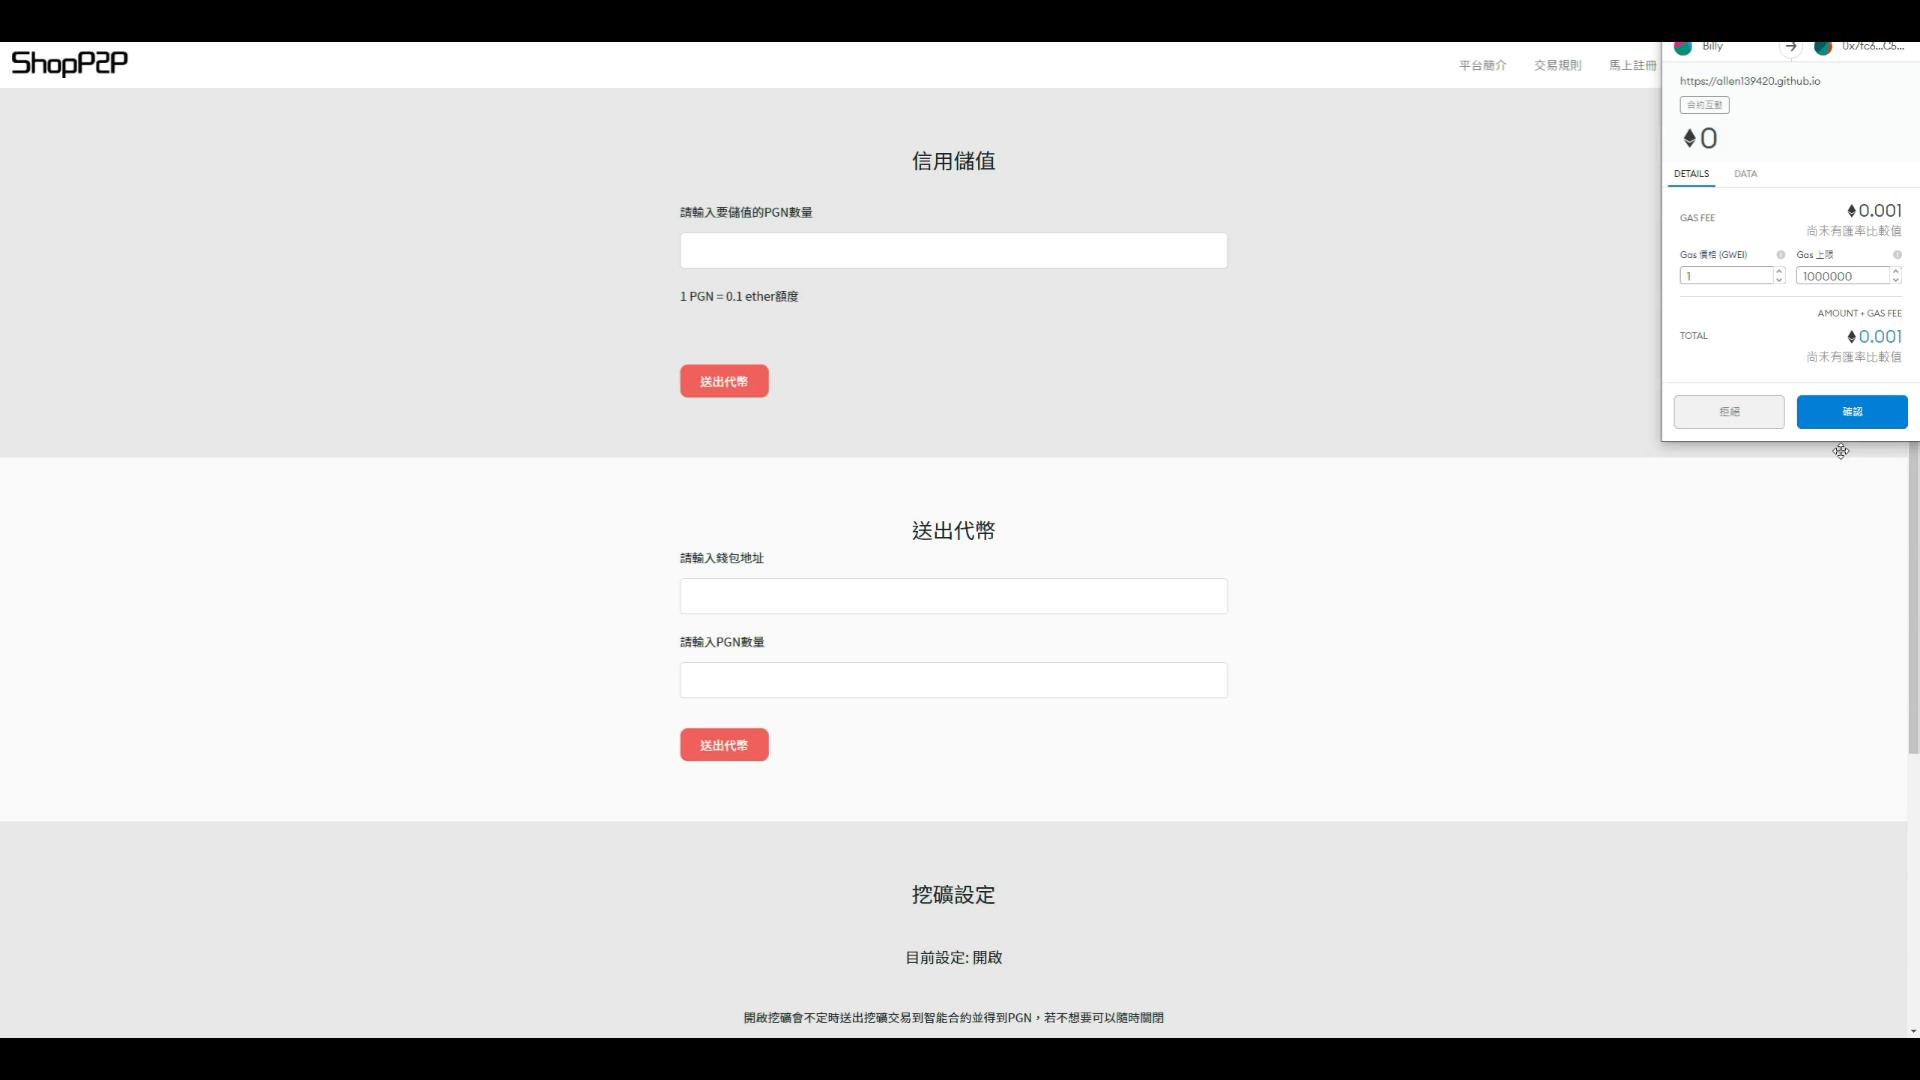 ShopP2P
平台簡介 交易規則 馬上註冊
Billy
https://allen139420.github.io
合約互動
0
DETAILS DATA
GAS FEE 0.001
尚未有匯率比較值
Gas 價格 (GWEI) Gas 上限
1 1000000
AMOUNT + GAS FEE
TOTAL 0.001
尚未有匯率比較值
拒絕 確認
信用儲值
請輸入要儲值的PGN數量
1 PGN = 0.1 ether額度
送出代幣
送出代幣
請輸入錢包地址
請輸入PGN數量
送出代幣
挖礦設定
目前設定: 開啟
開啟挖礦會不定時送出挖礦交易到智能合約並得到PGN，若不想要可以隨時關閉